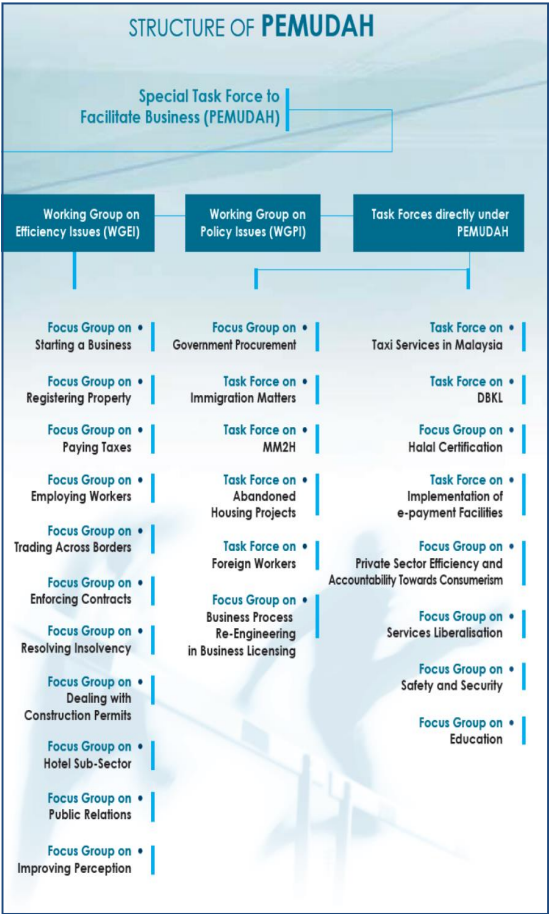 STRUCTURE OF PEMUDAH
Special Task Force to
Facilitate Business (PEMUDAH)
Working Group on
Efficiency Issues (WGEI)
Focus Group on •
Starting a Business
Focus Group on •
Registering Property
Focus Group on •
Paying Taxes
Focus Group on •
Employing Workers
Focus Group on •
Trading Across Borders
Focus Group on •
Enforcing Contracts
Focus Group on •
Resolving Insolvency
Focus Group on •
Dealing with
Construction Permits
Focus Group on •
Hotel Sub-Sector
Focus Group on •
Public Relations
Focus Group on •
Improving Perception
Working Group on
Policy Issues (WGPI)
Focus Group on •
Government Procurement
Task Force on •
Immigration Matters
Task Force on •
MM2H
Task Force on •
Abandoned
Housing Projects
Task Force on •
Foreign Workers
Focus Group on •
Business Process
Re-Engineering
in Business Licensing
Task Forces directly under
PEMUDAH
Task Force on •
Taxi Services in Malaysia
Task Force on •
DBKL
Focus Group on •
Halal Certification
Task Force on •
Implementation of
e-payment Facilities
Focus Group on •
Private Sector Efficiency and
Accountability Towards Consumerism
Focus Group on •
Services Liberalisation
Focus Group on •
Safety and Security
Focus Group on •
Education